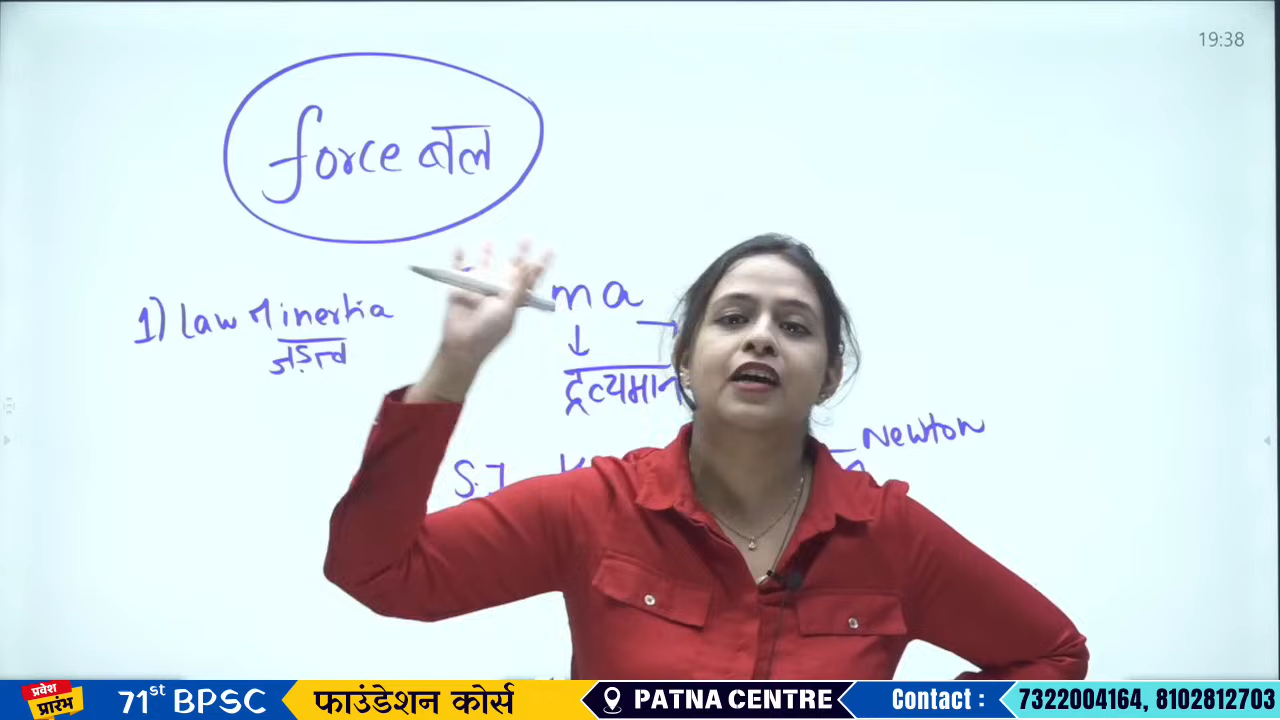 19:38
force बल
ma
1) Law of inertia
जड़त्व
द्रव्यमान
Newton
S.I
प्रवेश
प्रारंभ
71st BPSC
फाउंडेशन कोर्स
PATNA CENTRE
Contact :
7322004164, 8102812703